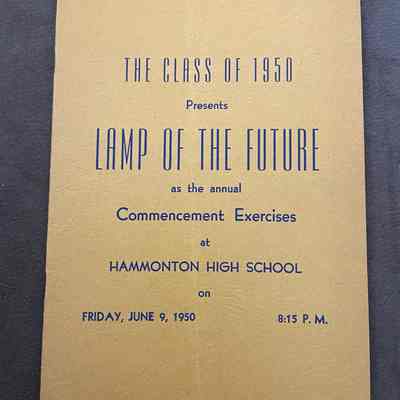 THE CLASS OF 1950
Presents
LAMP OF THE FUTURE
as the annual
Commencement Exercises
at
HAMMONTON HIGH SCHOOL
on
FRIDAY, JUNE 9, 1950 8:15 P. M.